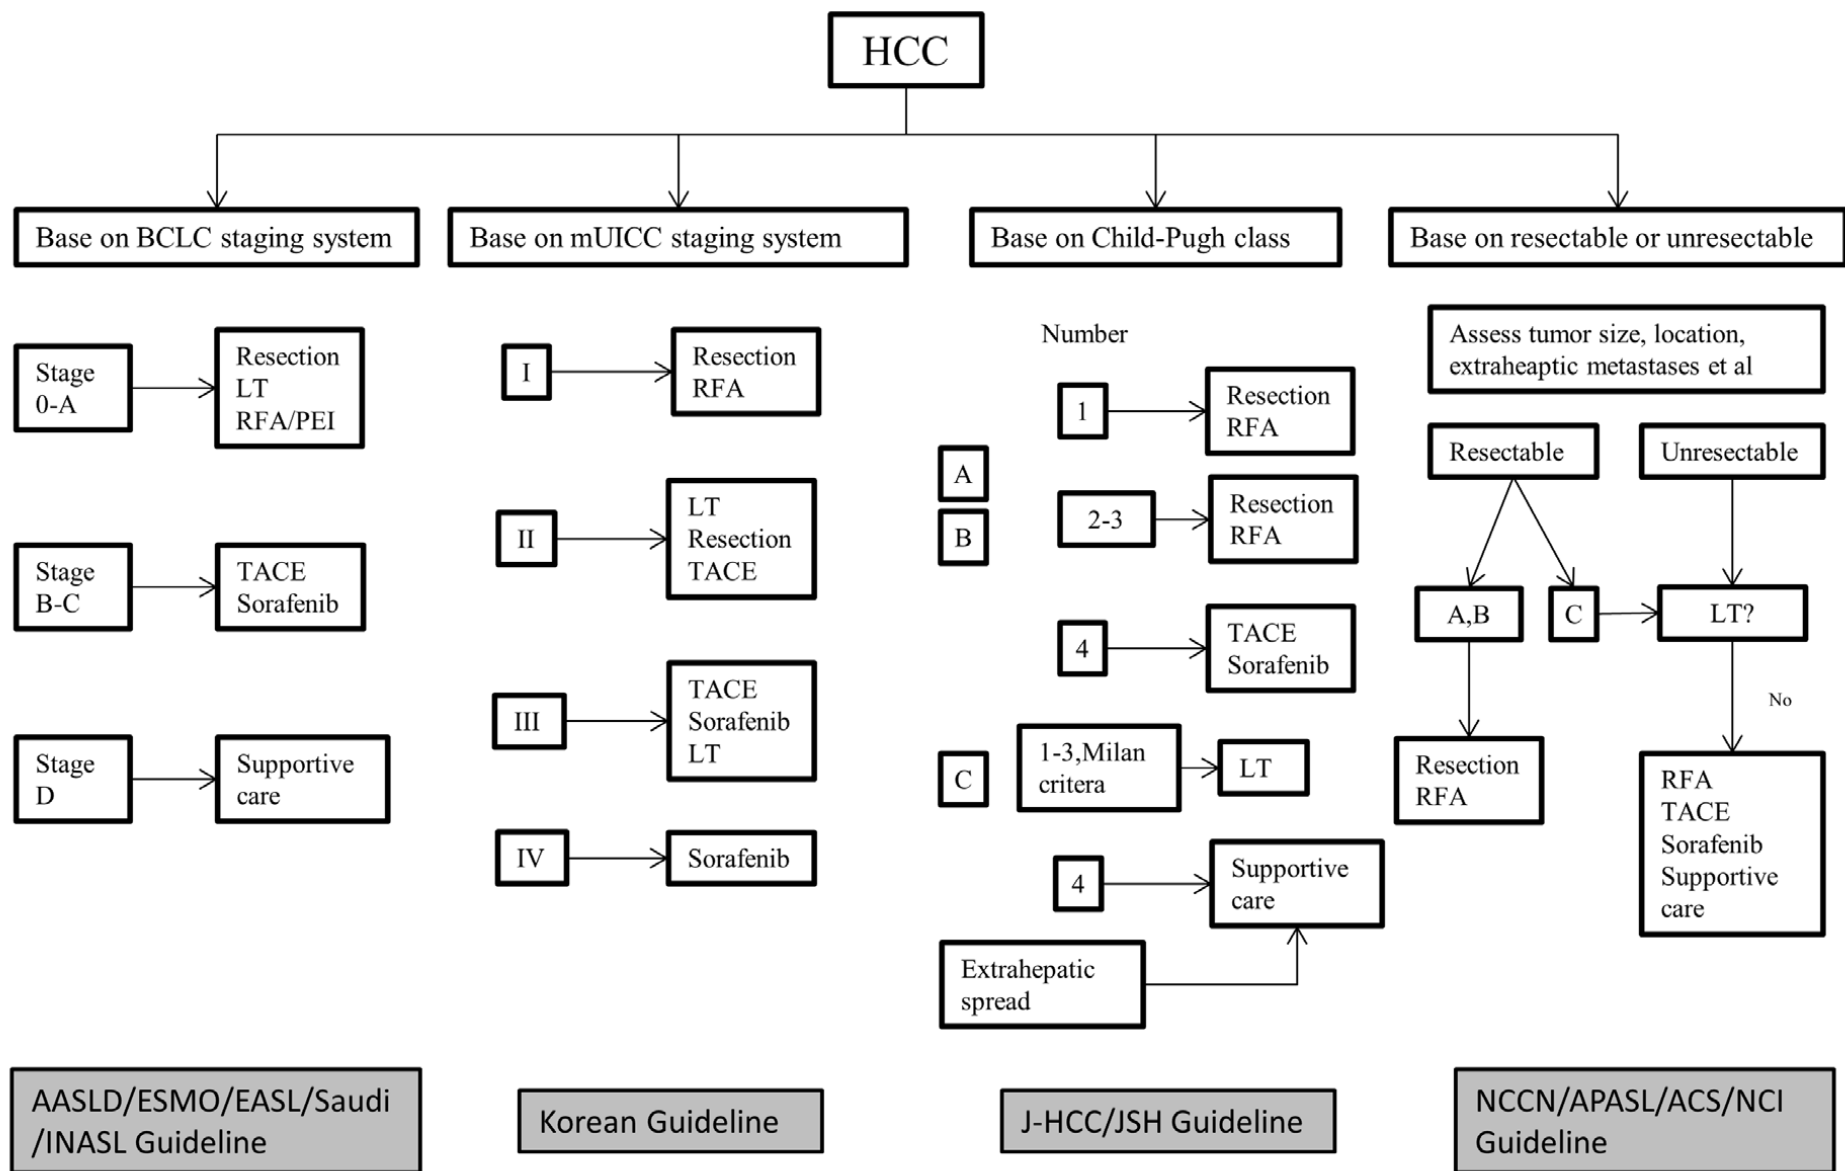 HCC
Base on BCLC staging system
Stage
0-A
Resection
LT
RFA/PEI
Stage
B-C
TACE
Sorafenib
Stage
D
Supportive
care
AASLD/ESMO/EASL/Saudi
/INASL Guideline
Base on mUICC staging system
I
Resection
RFA
II
LT
Resection
TACE
III
TACE
Sorafenib
LT
IV
Sorafenib
Korean Guideline
Base on Child-Pugh class
Number
A
B
1
Resection
RFA
2-3
Resection
RFA
4
TACE
Sorafenib
C
1-3,Milan
critera
LT
4
Supportive
care
Extrahepatic
spread
J-HCC/JSH Guideline
Base on resectable or unresectable
Assess tumor size, location,
extraheaptic metastases et al
Resectable
Unresectable
A,B
C
LT?
No
Resection
RFA
RFA
TACE
Sorafenib
Supportive
care
NCCN/APASL/ACS/NCI
Guideline